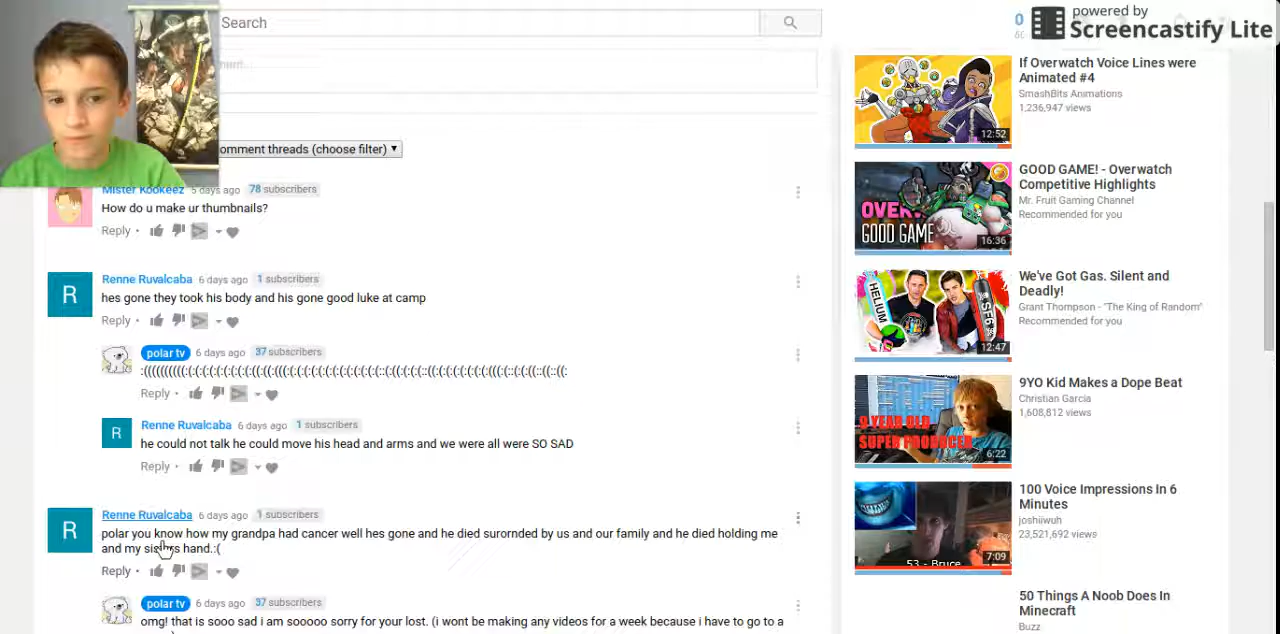 powered by
Screencastify Lite
Search
0
omment threads (choose filter) ▾
Mister Kookeez 5 days ago 78 subscribers
How do u make ur thumbnails?
Reply •
R
Renne Ruvalcaba 6 days ago 1 subscribers
hes gone they took his body and his gone good luke at camp
Reply •
polar tv 6 days ago 37 subscribers
Reply •
R
Renne Ruvalcaba 6 days ago 1 subscribers
he could not talk he could move his head and arms and we were all were SO SAD
Reply •
R
Renne Ruvalcaba 6 days ago 1 subscribers
polar you know how my grandpa had cancer well hes gone and he died surornded by us and our family and he died holding me
and my sisters hand.:(
Reply •
polar tv 6 days ago 37 subscribers
omg! that is sooo sad i am sooooo sorry for your lost. (i wont be making any videos for a week because i have to go to a
12:52
If Overwatch Voice Lines were
Animated #4
SmashBits Animations
1,236,947 views
OVER
GOOD GAME
16:36
GOOD GAME! - Overwatch
Competitive Highlights
Mr. Fruit Gaming Channel
Recommended for you
HELIUM
SF6
12:47
We've Got Gas. Silent and
Deadly!
Grant Thompson - "The King of Random"
Recommended for you
9 YEAR OLD
SUPER PRODUCER
6:22
9YO Kid Makes a Dope Beat
Christian Garcia
1,608,812 views
53 - Bruce
7:09
100 Voice Impressions In 6
Minutes
joshiiwuh
23,521,692 views
50 Things A Noob Does In
Minecraft
Buzz